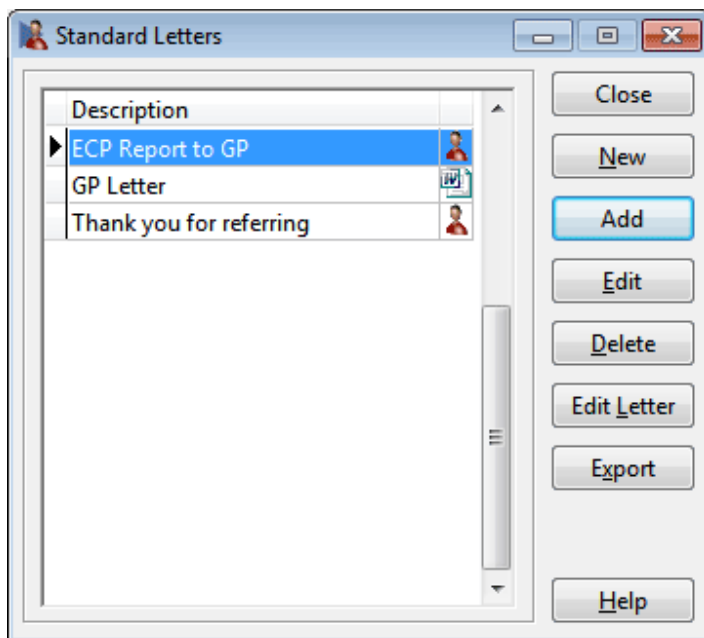 Standard Letters
Description
ECP Report to GP
GP Letter
Thank you for referring
Close
New
Add
Edit
Delete
Edit Letter
Export
Help